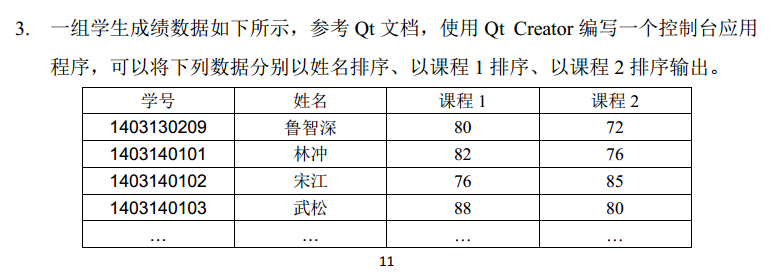 3. 一组学生成绩数据如下所示，参考 Qt 文档，使用 Qt Creator 编写一个控制台应用
程序，可以将下列数据分别以姓名排序、以课程 1 排序、以课程 2 排序输出。
学号 姓名 课程 1 课程 2
1403130209 鲁智深 80 72
1403140101 林冲 82 76
1403140102 宋江 76 85
1403140103 武松 88 80
… … … …
11